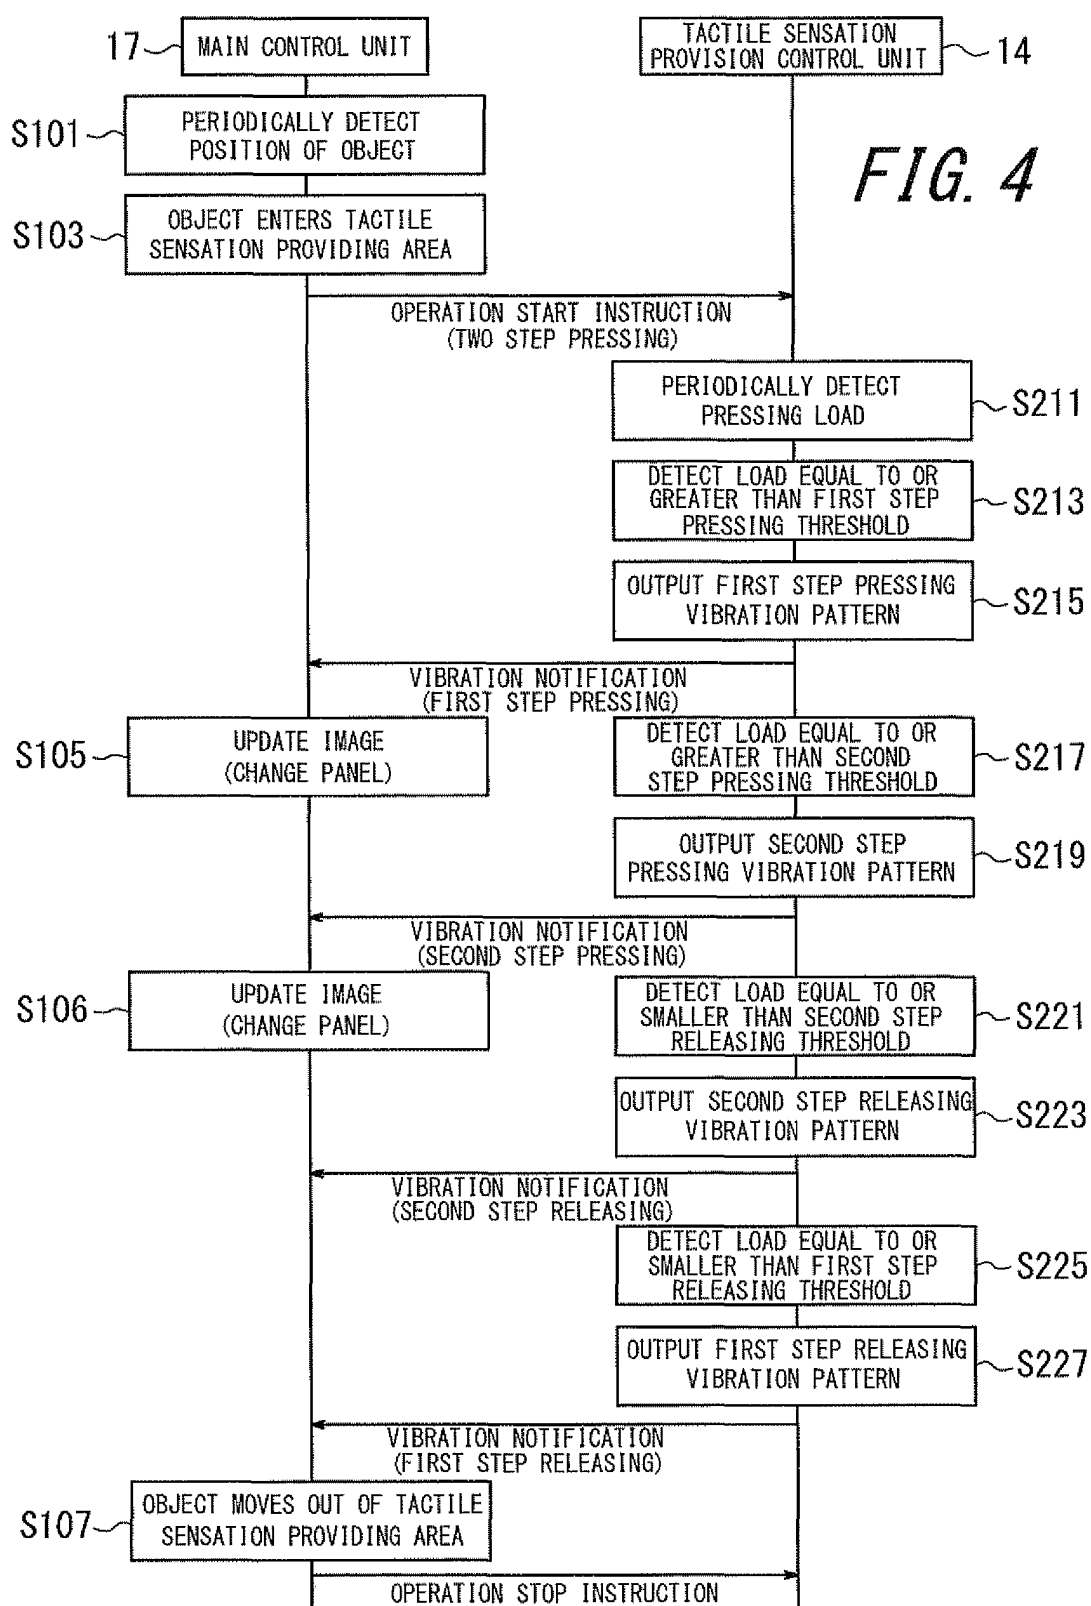 17
MAIN CONTROL UNIT
TACTILE SENSATION
PROVISION CONTROL UNIT
14
FIG. 4
S101
PERIODICALLY DETECT
POSITION OF OBJECT
S103
OBJECT ENTERS TACTILE
SENSATION PROVIDING AREA
OPERATION START INSTRUCTION
(TWO STEP PRESSING)
PERIODICALLY DETECT
PRESSING LOAD
S211
DETECT LOAD EQUAL TO OR
GREATER THAN FIRST STEP
PRESSING THRESHOLD
S213
OUTPUT FIRST STEP PRESSING
VIBRATION PATTERN
S215
VIBRATION NOTIFICATION
(FIRST STEP PRESSING)
S105
UPDATE IMAGE
(CHANGE PANEL)
DETECT LOAD EQUAL TO OR
GREATER THAN SECOND
STEP PRESSING THRESHOLD
S217
OUTPUT SECOND STEP
PRESSING VIBRATION PATTERN
S219
VIBRATION NOTIFICATION
(SECOND STEP PRESSING)
S106
UPDATE IMAGE
(CHANGE PANEL)
DETECT LOAD EQUAL TO OR
SMALLER THAN SECOND STEP
RELEASING THRESHOLD
S221
OUTPUT SECOND STEP RELEASING
VIBRATION PATTERN
S223
VIBRATION NOTIFICATION
(SECOND STEP RELEASING)
DETECT LOAD EQUAL TO OR
SMALLER THAN FIRST STEP
RELEASING THRESHOLD
S225
OUTPUT FIRST STEP RELEASING
VIBRATION PATTERN
S227
VIBRATION NOTIFICATION
(FIRST STEP RELEASING)
S107
OBJECT MOVES OUT OF TACTILE
SENSATION PROVIDING AREA
OPERATION STOP INSTRUCTION